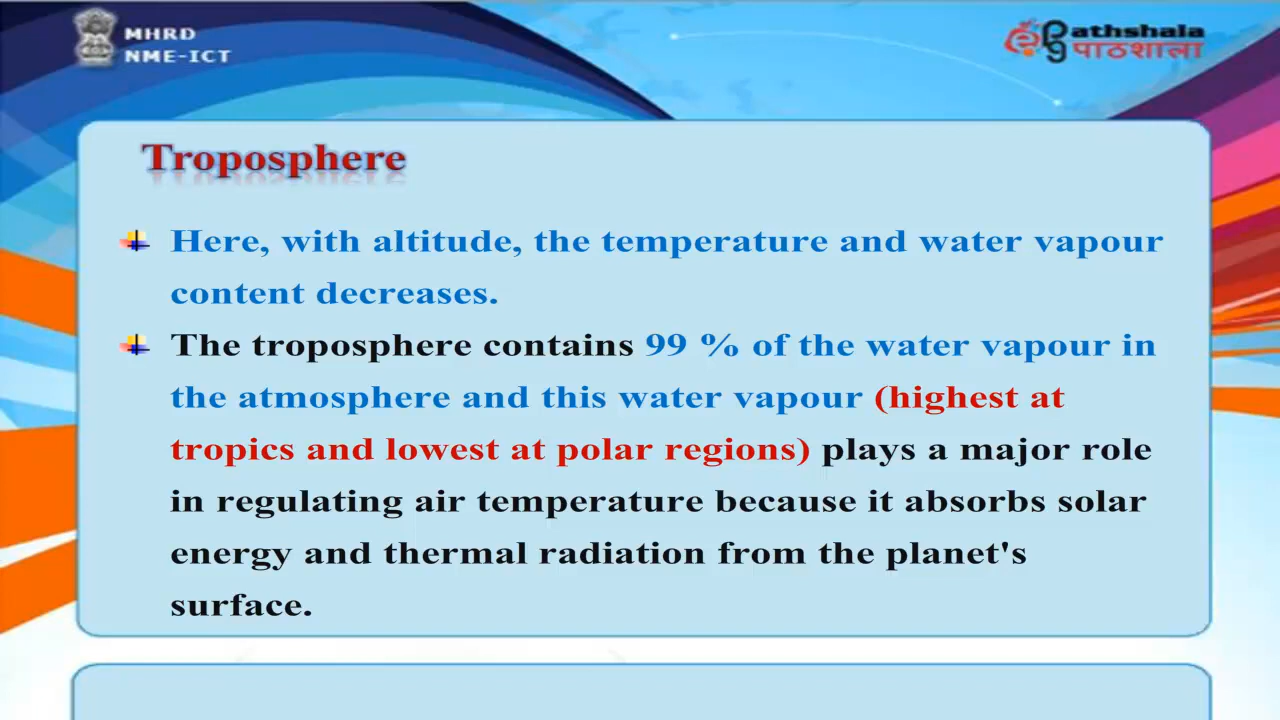 MHRD
NME-ICT
epgathshala
पाठशाला
Troposphere
Here, with altitude, the temperature and water vapour
content decreases.
The troposphere contains 99 % of the water vapour in
the atmosphere and this water vapour (highest at
tropics and lowest at polar regions) plays a major role
in regulating air temperature because it absorbs solar
energy and thermal radiation from the planet's
surface.